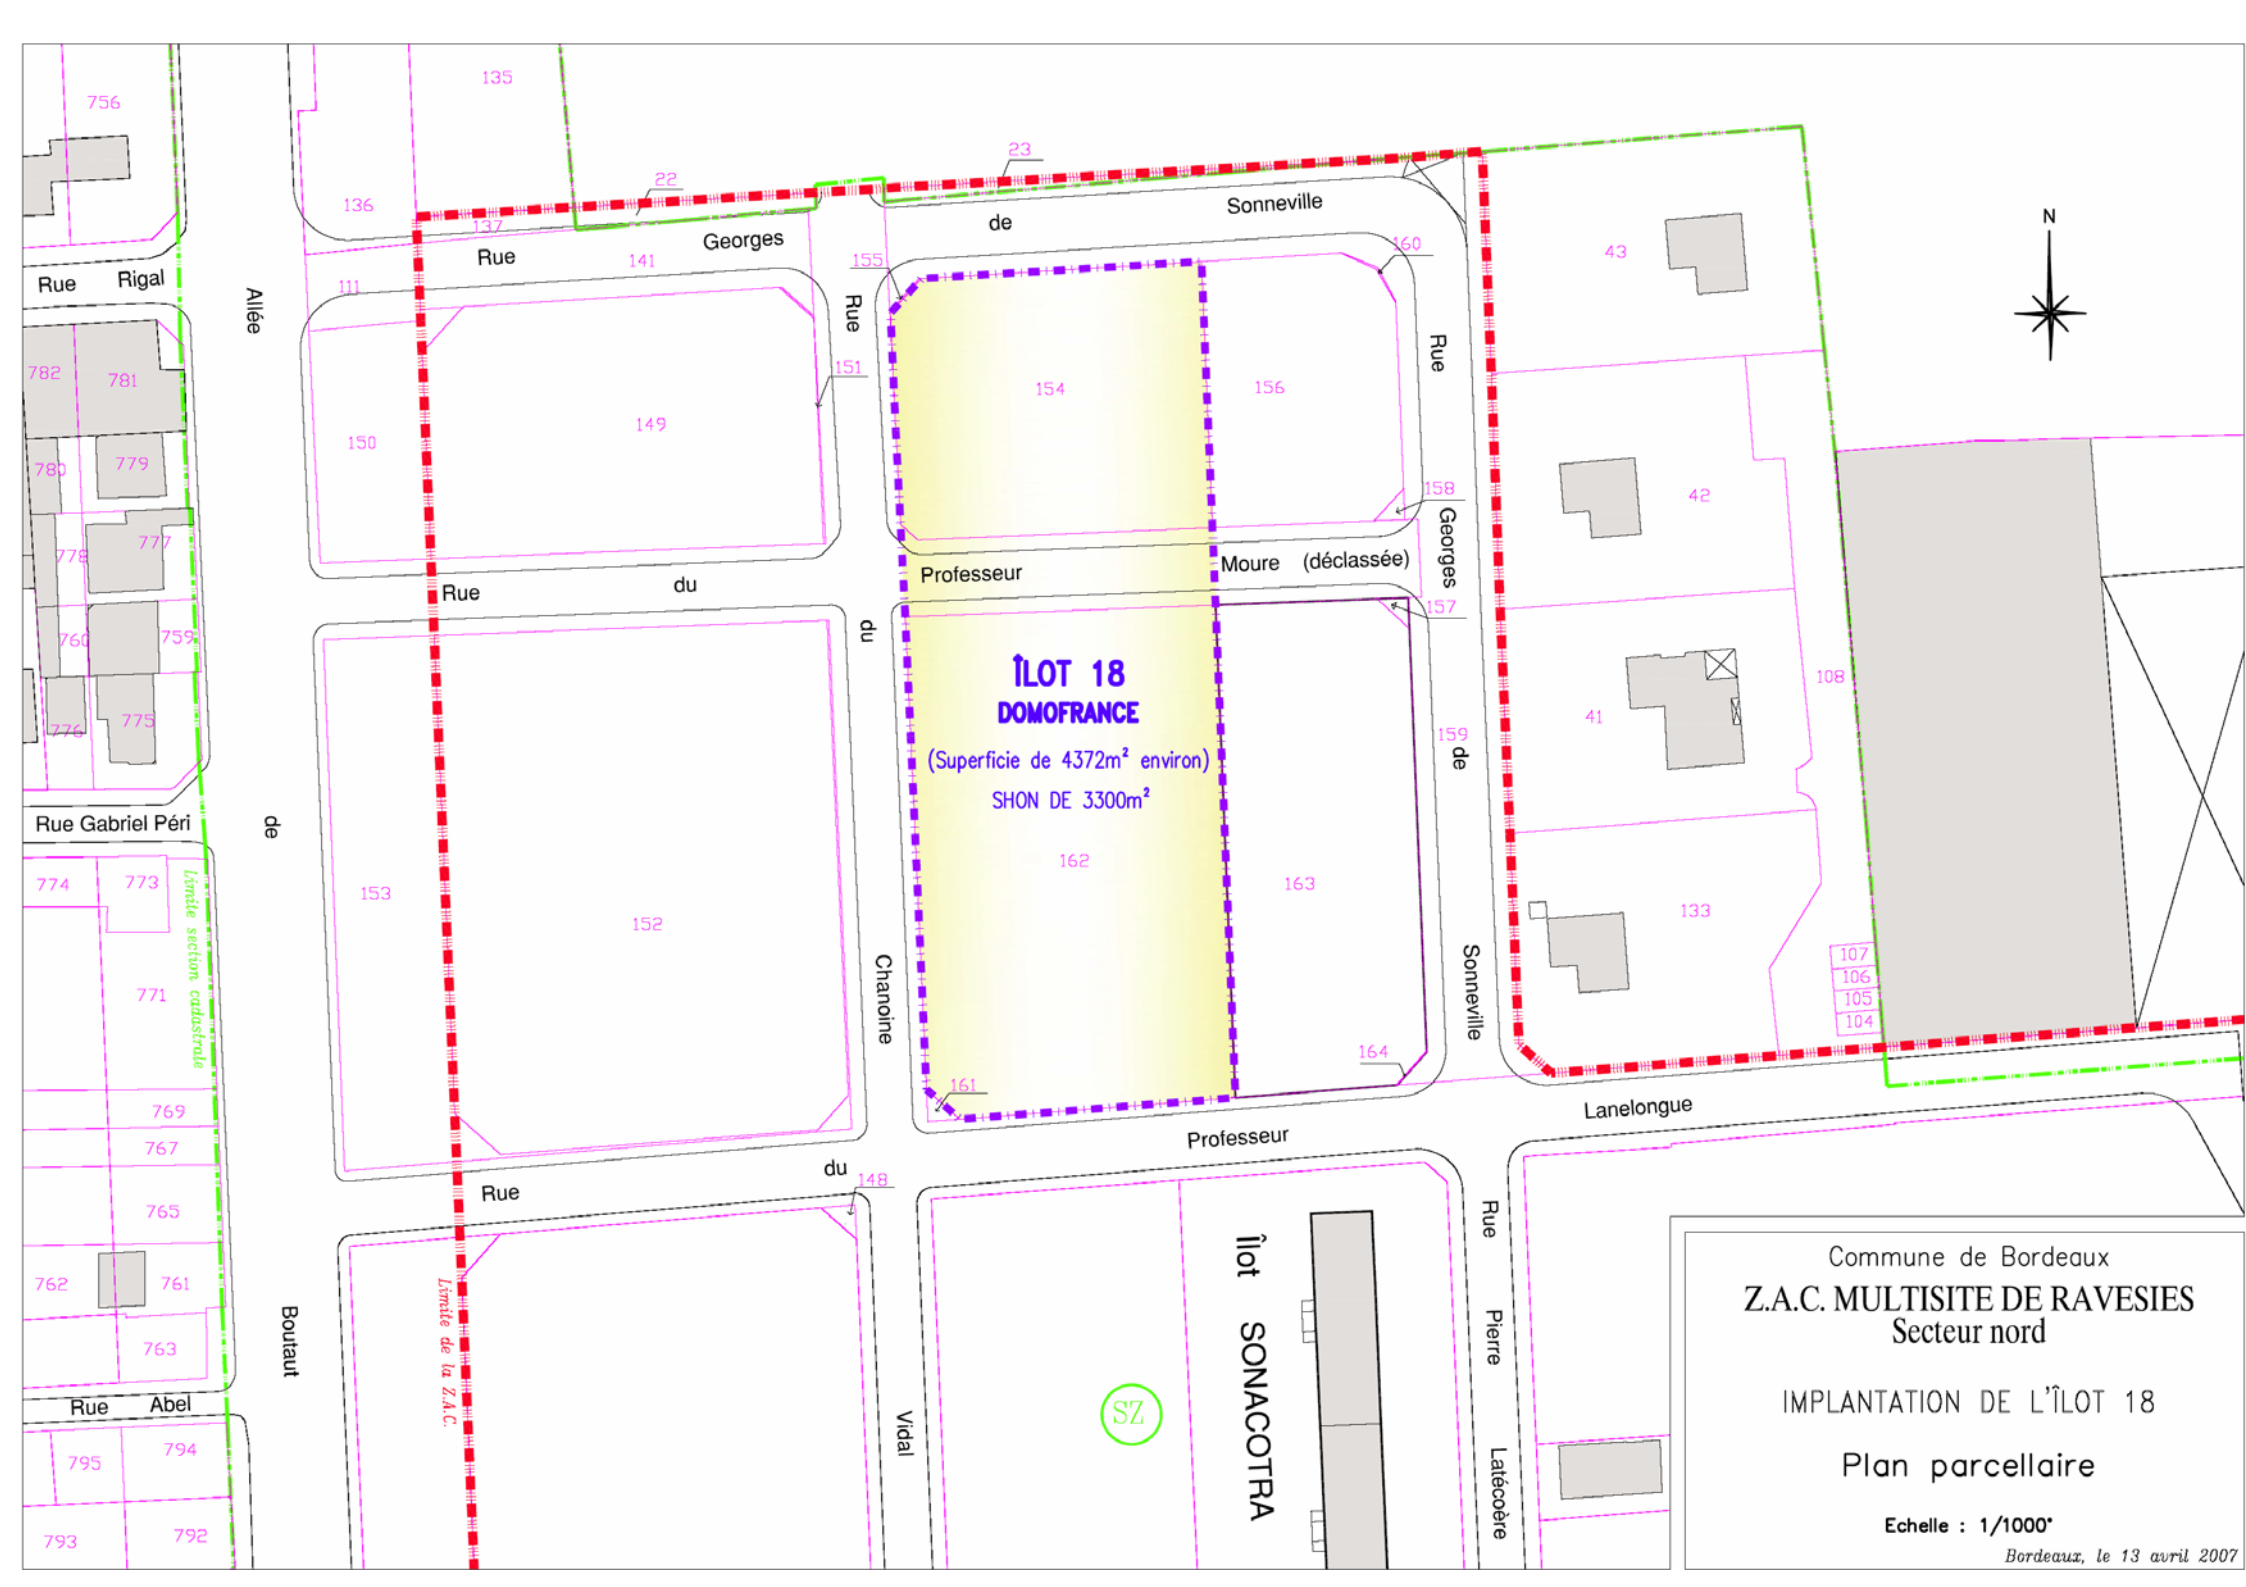 135
756
23
22
136
137
Sonneville
de
Georges
Rue
43
N
160
155
141
Rue Rigal
111
Allée
Rue
Rue
151
782
781
154
156
149
150
780
779
158
42
Georges
778
777
Moure (déclassée)
Professeur
Rue
du
157
760
759
du
ÎLOT 18
DOMOFRANCE
(Superficie de 4372m² environ)
SHON DE 3300m²
108
41
776
775
159
de
Rue Gabriel Péri
de
162
163
774
773
153
152
133
Limite section cadastrale
771
Chanoine
Sonneville
107
106
105
104
164
161
769
767
Lanelongue
Professeur
du
Rue
148
765
Rue
Îlot SONACOTRA
762
761
763
Limite de la Z.A.C.
Boutaut
Pierre
Rue Abel
SZ
Vidal
Latécoère
794
795
793
792
Commune de Bordeaux
Z.A.C. MULTISITE DE RAVESIES
Secteur nord
IMPLANTATION DE L'ÎLOT 18
Plan parcellaire
Echelle : 1/1000°
Bordeaux, le 13 avril 2007